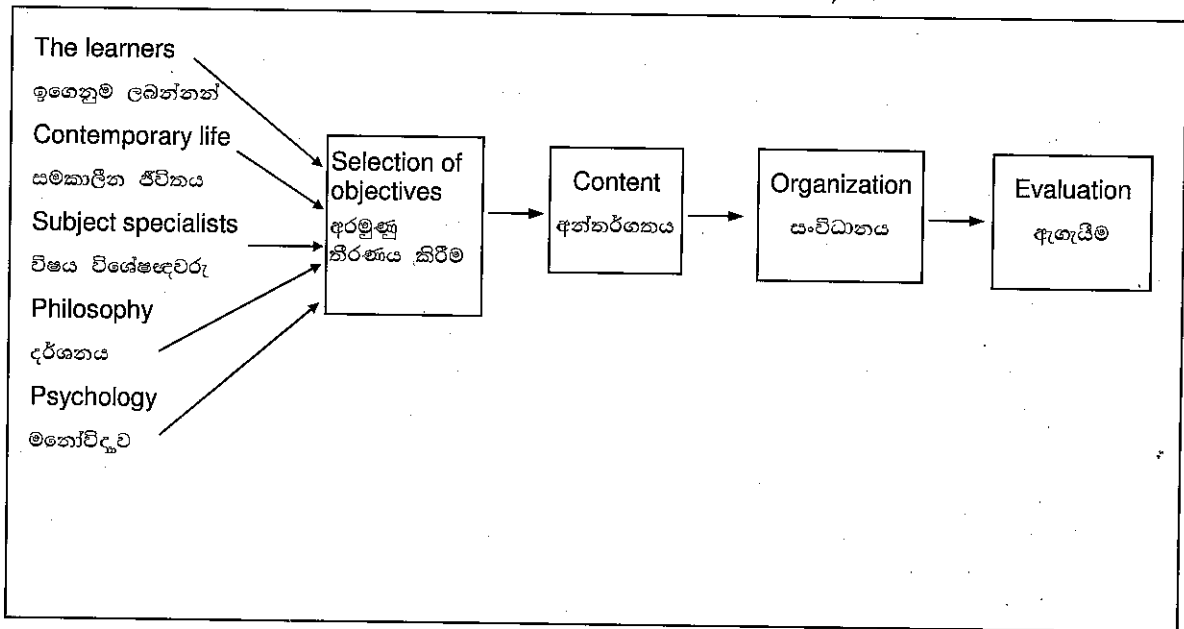 The learners
ඉගෙනුම ලබන්නන්
Contemporary life
සමකාලීන ජීවිතය
Subject specialists
විෂය විශේෂඥවරු
Philosophy
දර්ශනය
Psychology
මනෝවිද්‍යාව
Selection of
objectives
අරමුණු
තීරණය කිරීම
Content
අන්තර්ගතය
Organization
සංවිධානය
Evaluation
ඇගැයීම